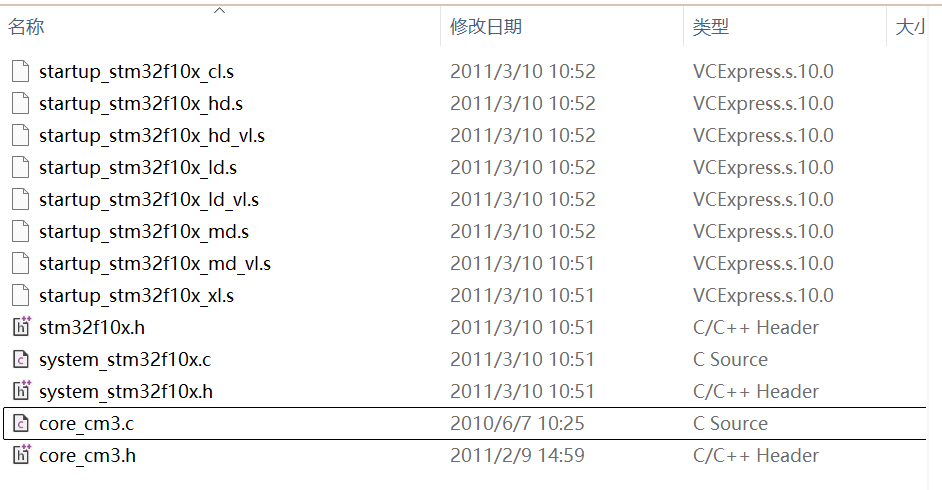 名称 修改日期 类型 大小
startup_stm32f10x_cl.s 2011/3/10 10:52 VCExpress.s.10.0
startup_stm32f10x_hd.s 2011/3/10 10:52 VCExpress.s.10.0
startup_stm32f10x_hd_vl.s 2011/3/10 10:52 VCExpress.s.10.0
startup_stm32f10x_ld.s 2011/3/10 10:52 VCExpress.s.10.0
startup_stm32f10x_ld_vl.s 2011/3/10 10:52 VCExpress.s.10.0
startup_stm32f10x_md.s 2011/3/10 10:52 VCExpress.s.10.0
startup_stm32f10x_md_vl.s 2011/3/10 10:51 VCExpress.s.10.0
startup_stm32f10x_xl.s 2011/3/10 10:51 VCExpress.s.10.0
stm32f10x.h 2011/3/10 10:51 C/C++ Header
system_stm32f10x.c 2011/3/10 10:51 C Source
system_stm32f10x.h 2011/3/10 10:51 C/C++ Header
core_cm3.c 2010/6/7 10:25 C Source
core_cm3.h 2011/2/9 14:59 C/C++ Header